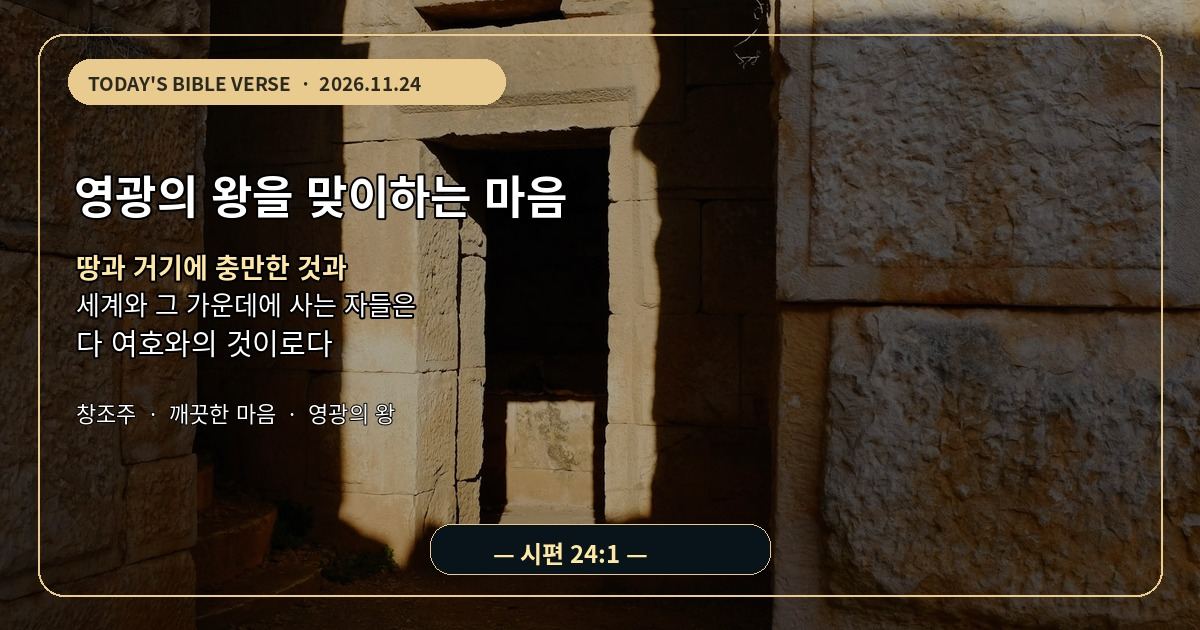 TODAY'S BIBLE VERSE · 2026.11.24
영광의 왕을 맞이하는 마음
땅과 거기에 충만한 것과
세계와 그 가운데에 사는 자들은
다 여호와의 것이로다
창조주 · 깨끗한 마음 · 영광의 왕
— 시편 24:1 —